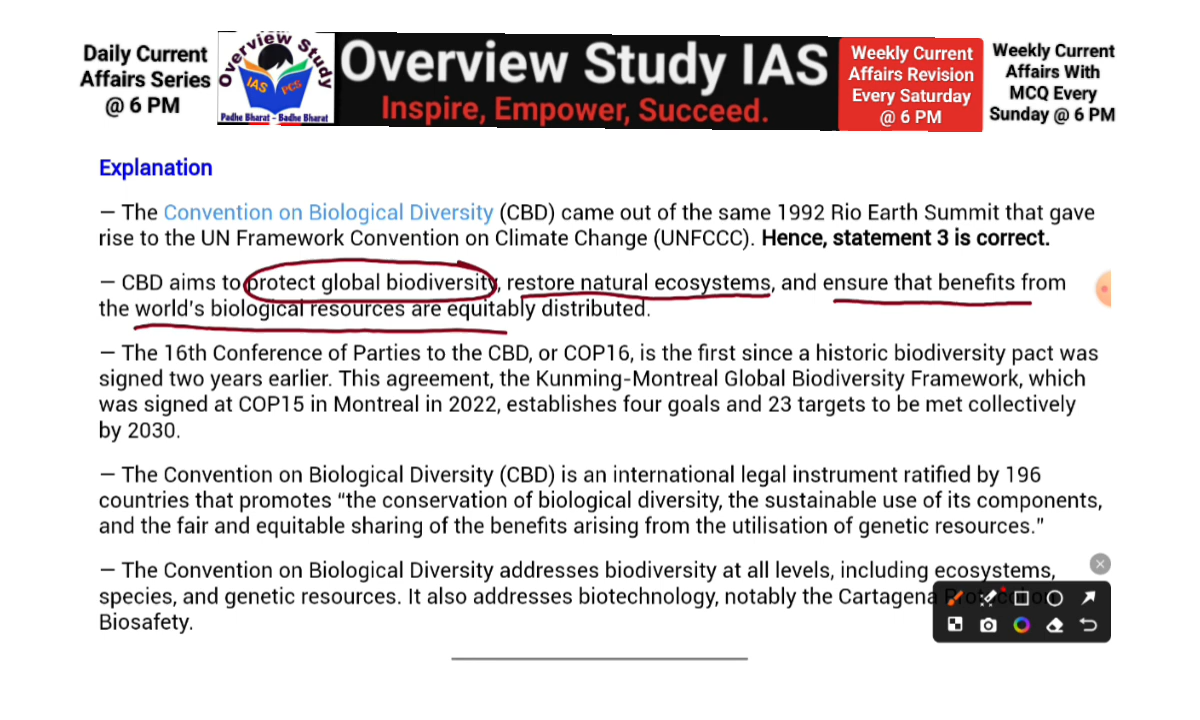 Daily Current
Affairs Series
@ 6 PM
Overview Study
IAS PCS
Padhe Bharat - Badhe Bharat
Overview Study IAS
Inspire, Empower, Succeed.
Weekly Current
Affairs Revision
Every Saturday
@ 6 PM
Weekly Current
Affairs With
MCQ Every
Sunday @ 6 PM
Explanation
– The Convention on Biological Diversity (CBD) came out of the same 1992 Rio Earth Summit that gave
rise to the UN Framework Convention on Climate Change (UNFCCC). Hence, statement 3 is correct.
– CBD aims to protect global biodiversity, restore natural ecosystems, and ensure that benefits from
the world's biological resources are equitably distributed.
– The 16th Conference of Parties to the CBD, or COP16, is the first since a historic biodiversity pact was
signed two years earlier. This agreement, the Kunming-Montreal Global Biodiversity Framework, which
was signed at COP15 in Montreal in 2022, establishes four goals and 23 targets to be met collectively
by 2030.
– The Convention on Biological Diversity (CBD) is an international legal instrument ratified by 196
countries that promotes “the conservation of biological diversity, the sustainable use of its components,
and the fair and equitable sharing of the benefits arising from the utilisation of genetic resources.”
– The Convention on Biological Diversity addresses biodiversity at all levels, including ecosystems,
species, and genetic resources. It also addresses biotechnology, notably the Cartagena
Biosafety.